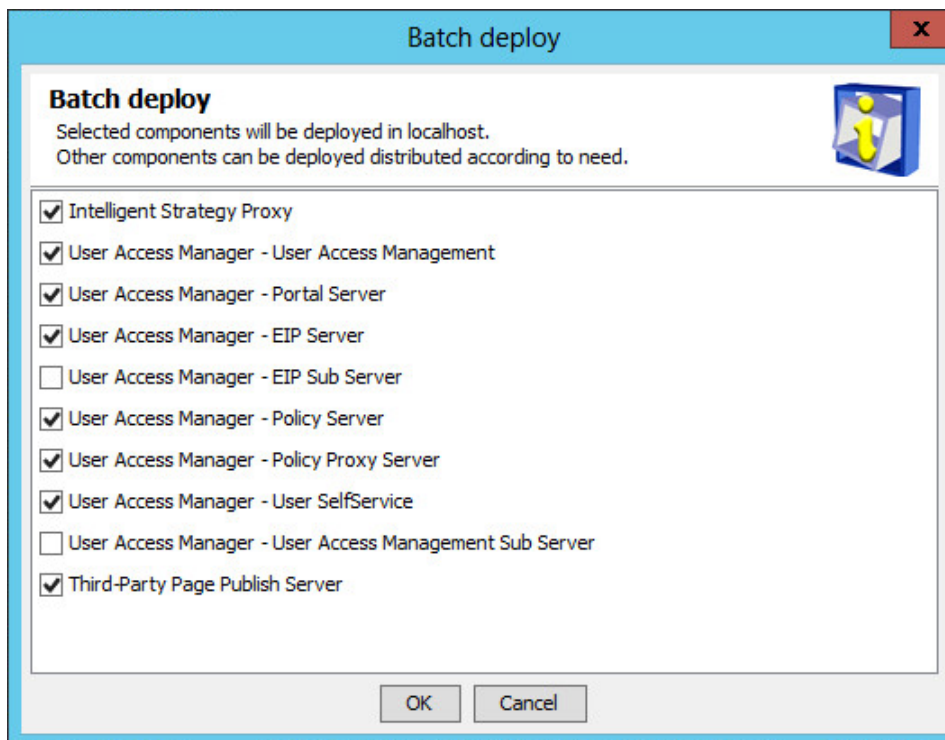 Batch deploy
x
Batch deploy
Selected components will be deployed in localhost.
Other components can be deployed distributed according to need.
Intelligent Strategy Proxy
User Access Manager - User Access Management
User Access Manager - Portal Server
User Access Manager - EIP Server
User Access Manager - EIP Sub Server
User Access Manager - Policy Server
User Access Manager - Policy Proxy Server
User Access Manager - User SelfService
User Access Manager - User Access Management Sub Server
Third-Party Page Publish Server
OK Cancel